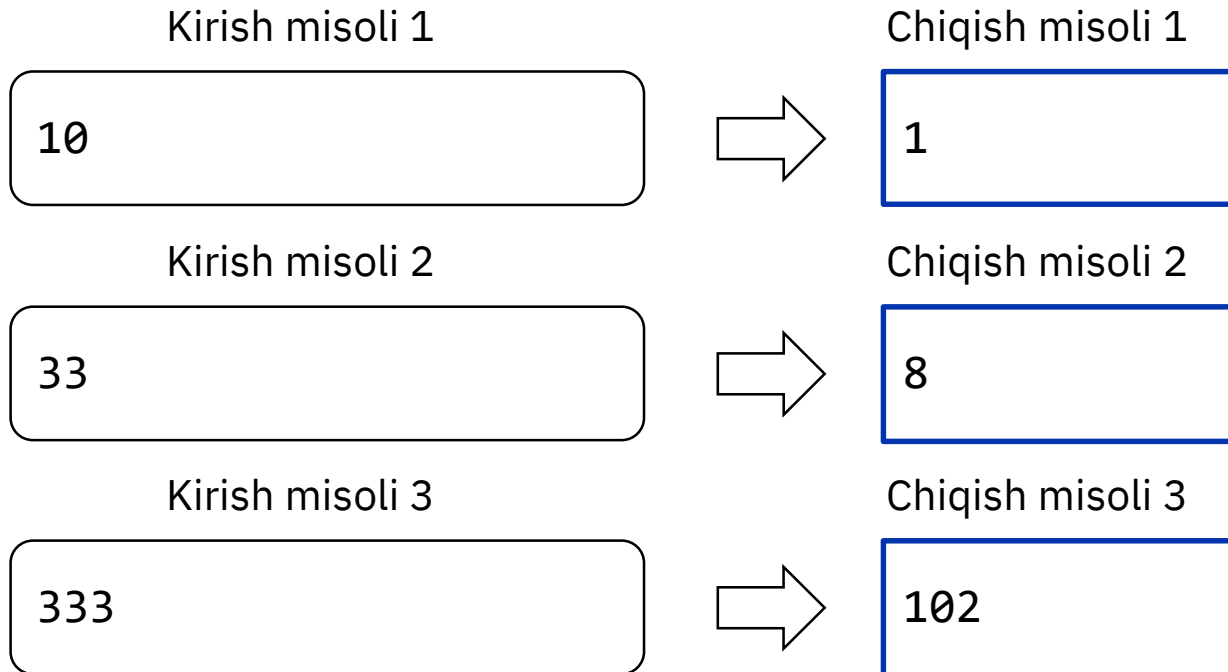 Kirish misoli 1
Chiqish misoli 1
10
1
Kirish misoli 2
Chiqish misoli 2
33
8
Kirish misoli 3
Chiqish misoli 3
333
102